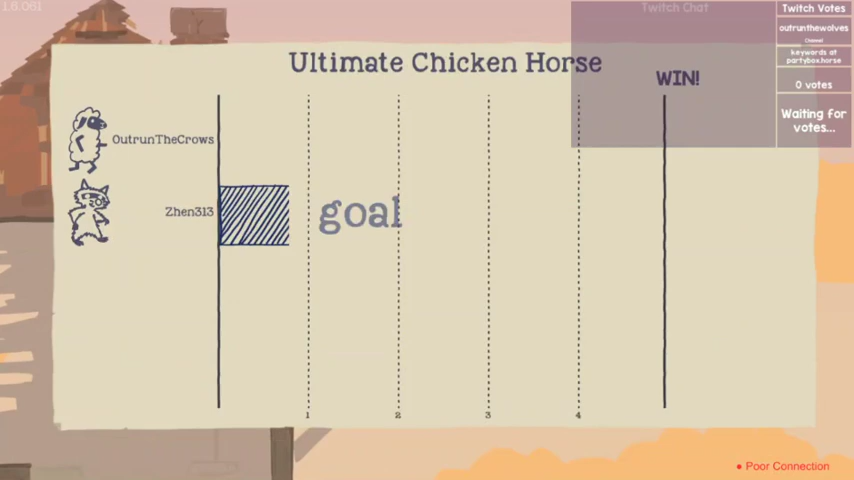 1.6.061
Twitch Chat
Twitch Votes
outrunthewolves
Channel
keywords at
partybox.horse
0 votes
Waiting for
votes...
Ultimate Chicken Horse
WIN!
OutrunTheCrows
Zhen313
goal
1
2
3
4
Poor Connection